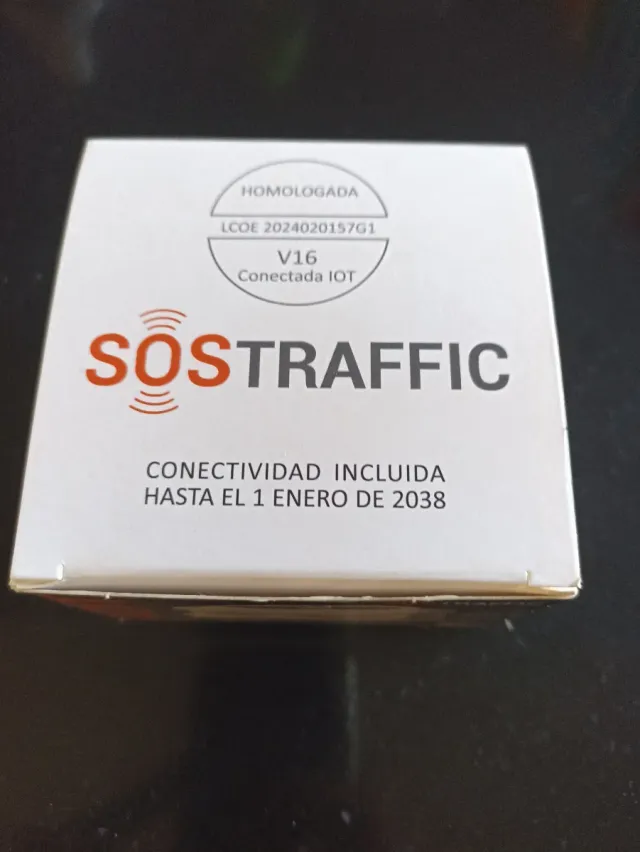 HOMOLOGADA
LCOE 2024020157G1
V16
Conectada IOT
SOSTRAFFIC
CONECTIVIDAD INCLUIDA
HASTA EL 1 ENERO DE 2038